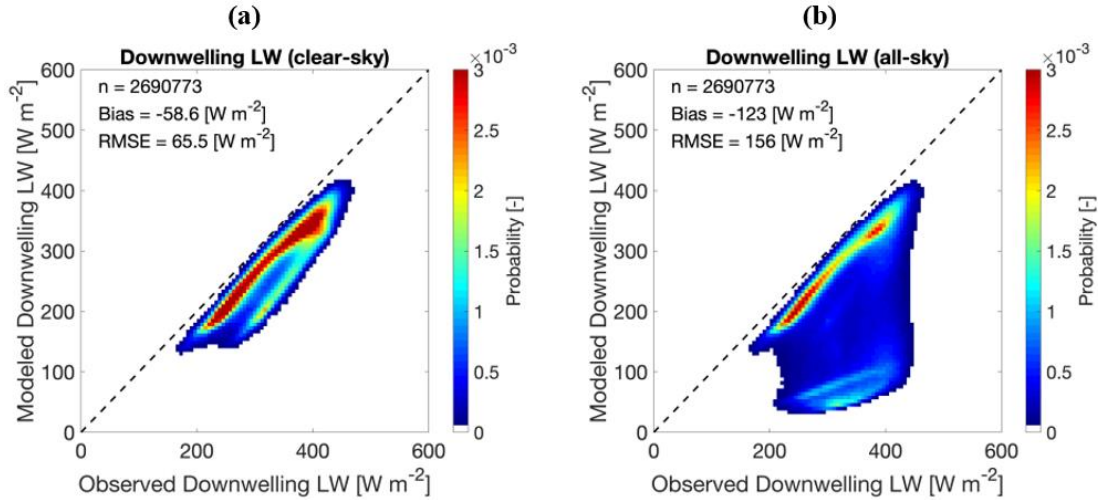 (a)
Downwelling LW (clear-sky)
×10⁻³
n = 2690773
Bias = -58.6 [W m⁻²]
RMSE = 65.5 [W m⁻²]
Modeled Downwelling LW [W m⁻²]
600
500
400
300
200
100
0
0 200 400 600
Observed Downwelling LW [W m⁻²]
3
2.5
2
1.5
1
0.5
0
Probability [-]
(b)
Downwelling LW (all-sky)
×10⁻³
n = 2690773
Bias = -123 [W m⁻²]
RMSE = 156 [W m⁻²]
Modeled Downwelling LW [W m⁻²]
600
500
400
300
200
100
0
0 200 400 600
Observed Downwelling LW [W m⁻²]
3
2.5
2
1.5
1
0.5
0
Probability [-]